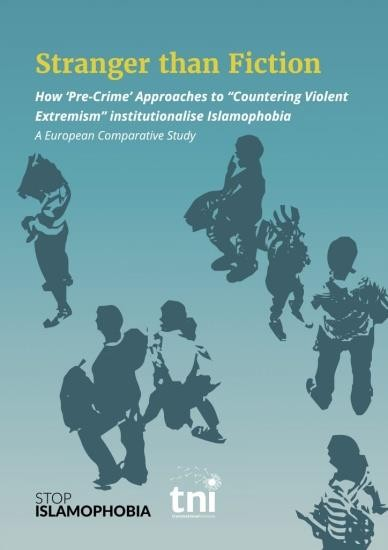 Stranger than Fiction
How ‘Pre-Crime’ Approaches to “Countering Violent
Extremism” institutionalise Islamophobia
A European Comparative Study
STOP
ISLAMOPHOBIA
tni
transnationalinstitute